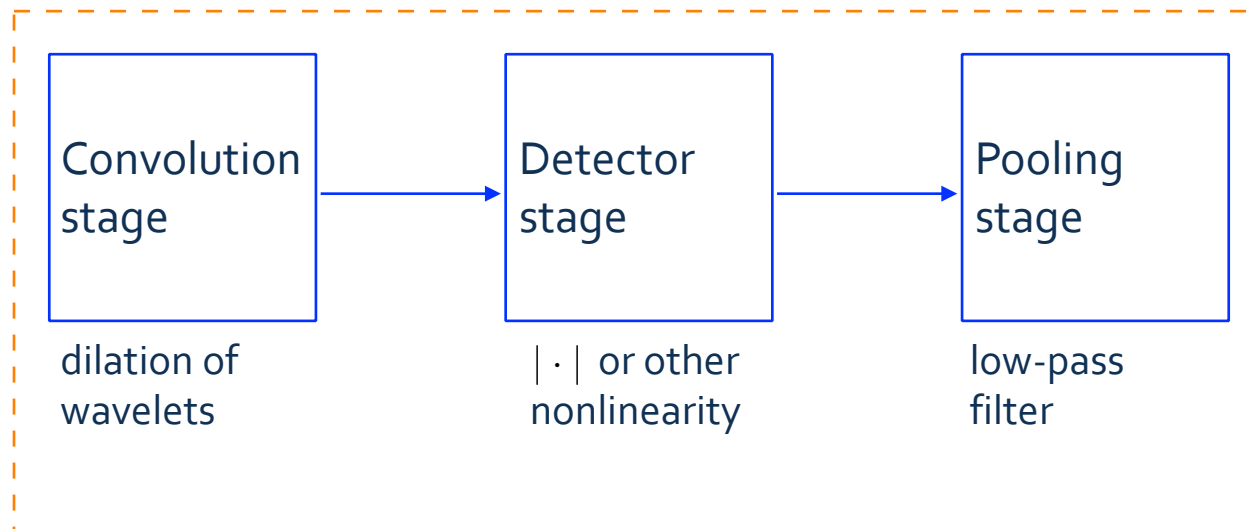 Convolution
stage
Detector
stage
Pooling
stage
dilation of
wavelets
| · | or other
nonlinearity
low-pass
filter